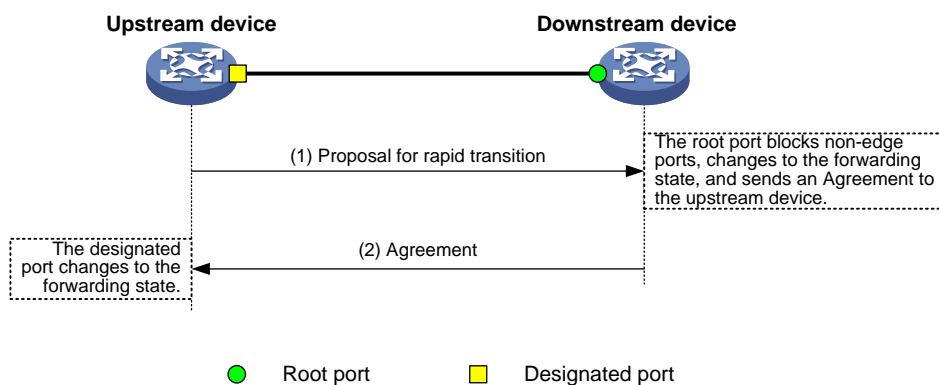 Upstream device
Downstream device
(1) Proposal for rapid transition
The root port blocks non-edge
ports, changes to the forwarding
state, and sends an Agreement to
the upstream device.
The designated
port changes to the
forwarding state.
(2) Agreement
Root port
Designated port